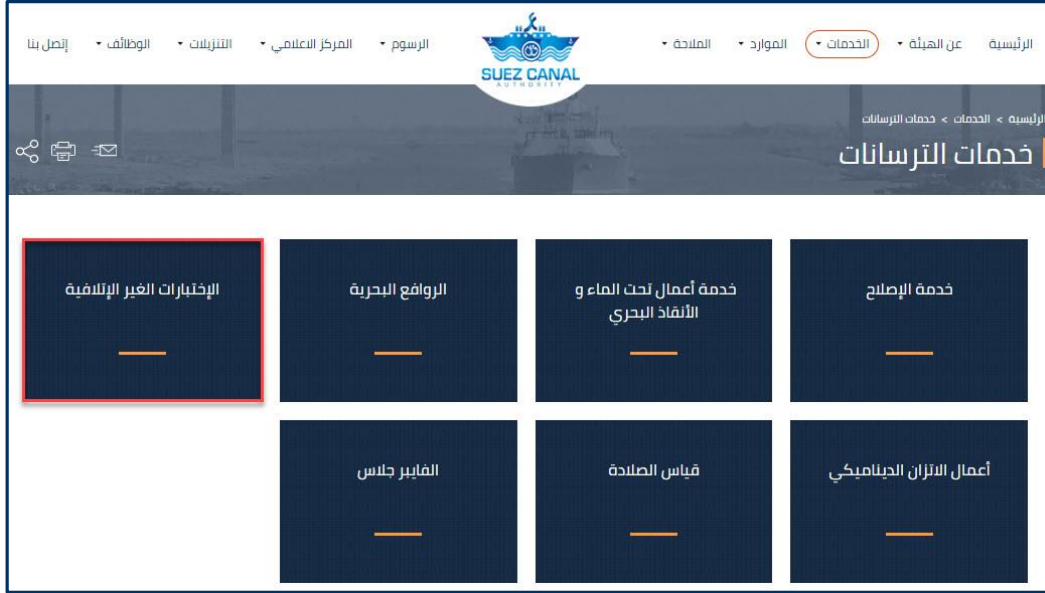 الرئيسية
عن الهيئة
الخدمات
الموارد
الملاحة
SUEZ CANAL
AUTHORITY
الرسوم
المركز الاعلامي
التنزيلات
الوظائف
إتصل بنا
الرئيسية > الخدمات > خدمات الترسانات
خدمات الترسانات
خدمة الإصلاح
خدمة أعمال تحت الماء و
الأنقاذ البحري
الروافع البحرية
الإختبارات الغير الإتلافية
أعمال الاتزان الديناميكي
قياس الصلادة
الفايبر جلاس